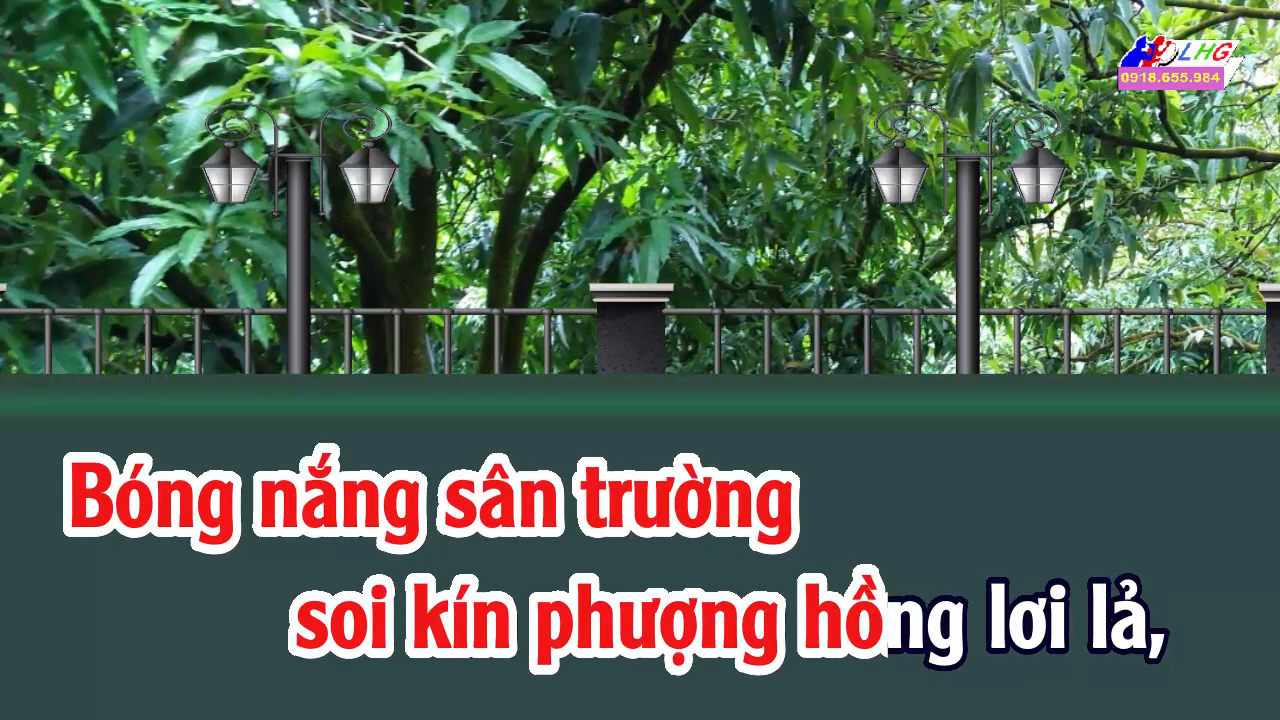 LHG
0918.655.984
Bóng nắng sân trường
soi kín phượng hồng lơi lả,